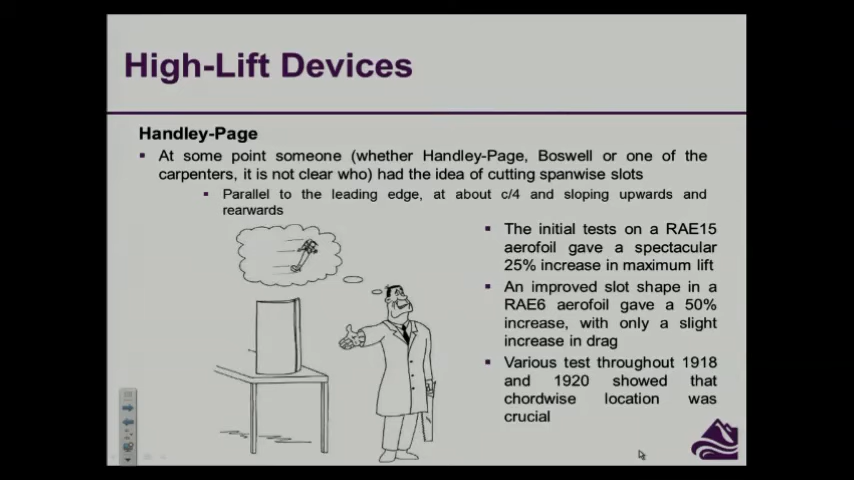 High-Lift Devices
Handley-Page
At some point someone (whether Handley-Page, Boswell or one of the
carpenters, it is not clear who) had the idea of cutting spanwise slots
Parallel to the leading edge, at about c/4 and sloping upwards and
rearwards
The initial tests on a RAE15
aerofoil gave a spectacular
25% increase in maximum lift
An improved slot shape in a
RAE6 aerofoil gave a 50%
increase, with only a slight
increase in drag
Various test throughout 1918
and 1920 showed that
chordwise location was
crucial